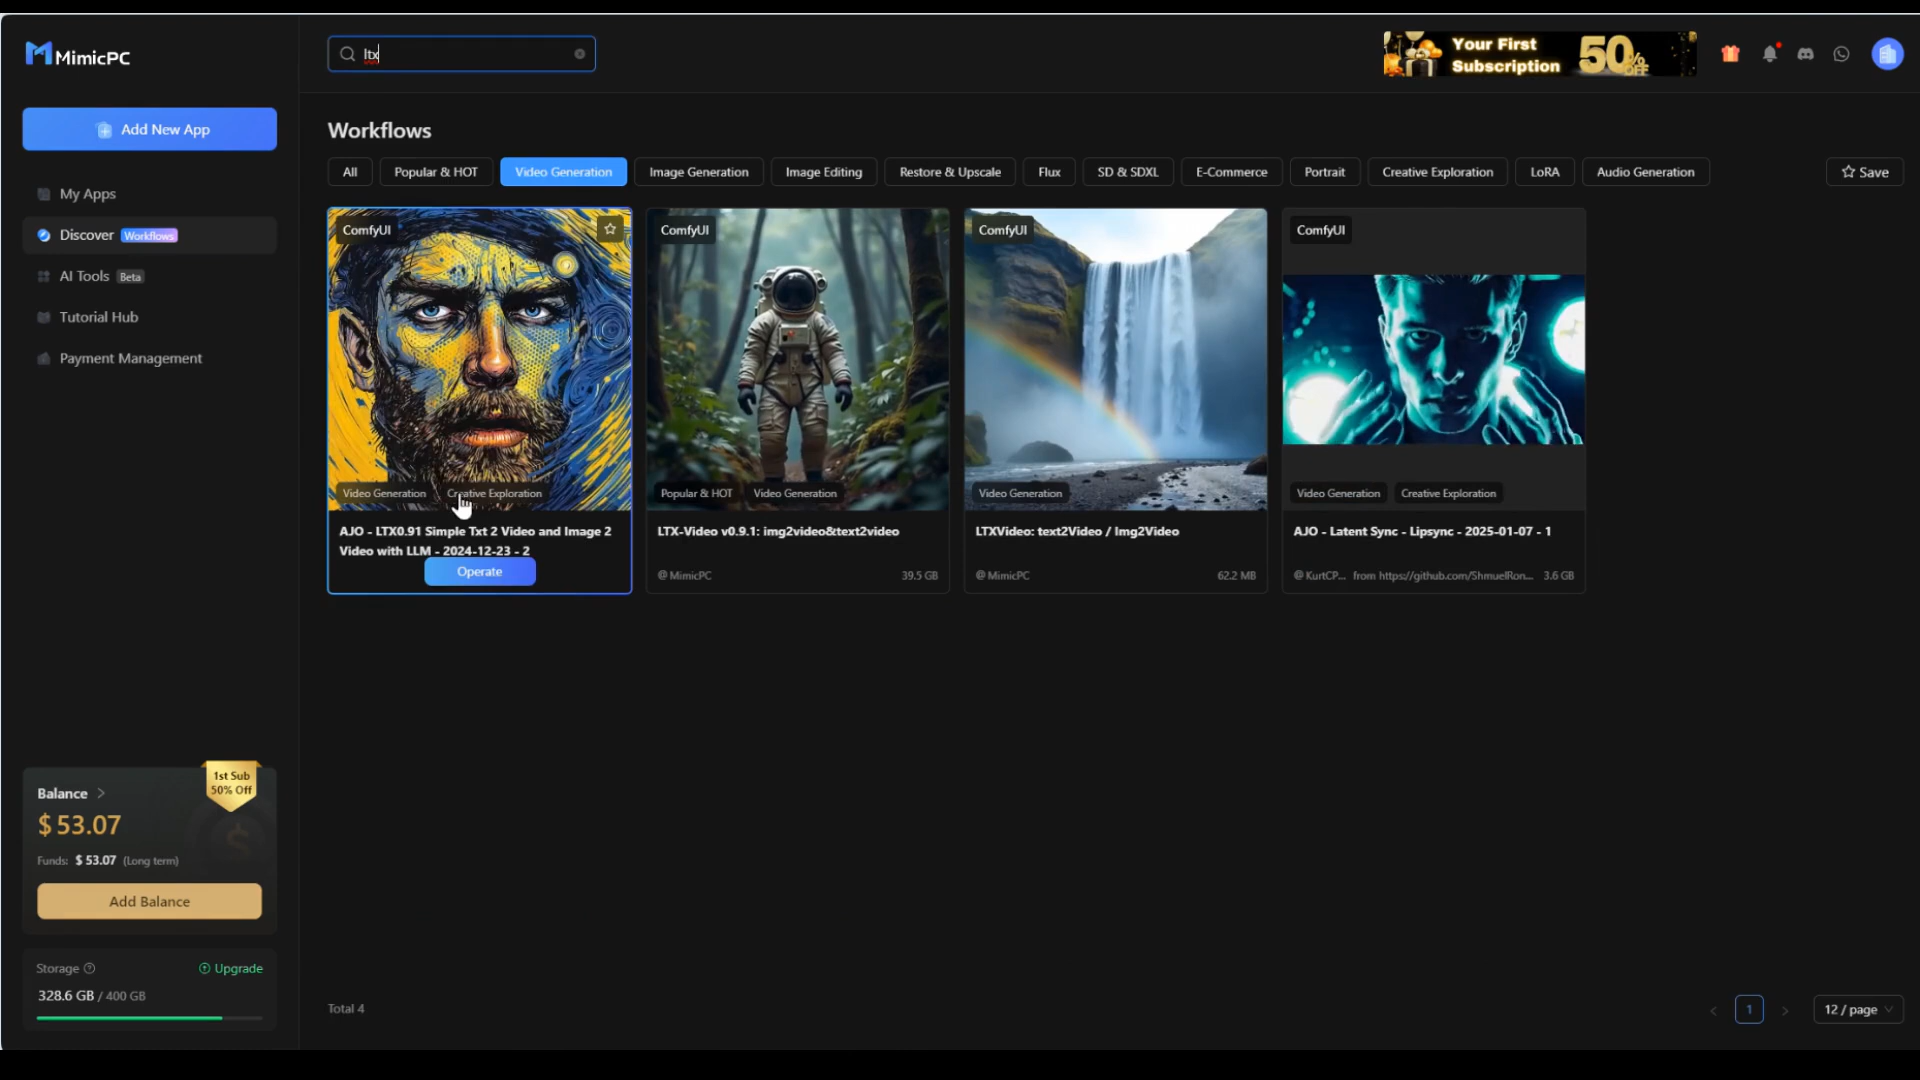 MimicPC
ltx
Your First
Subscription
50% OFF
Add New App
My Apps
Discover Workflows
AI Tools Beta
Tutorial Hub
Payment Management
Workflows
All
Popular & HOT
Video Generation
Image Generation
Image Editing
Restore & Upscale
Flux
SD & SDXL
E-Commerce
Portrait
Creative Exploration
LoRA
Audio Generation
Save
ComfyUI
Video Generation
Creative Exploration
AJO - LTX0.91 Simple Txt 2 Video and Image 2
Video with LLM - 2024-12-23 - 2
Operate
ComfyUI
Popular & HOT
Video Generation
LTX-Video v0.9.1: img2video&text2video
@MimicPC
39.5 GB
ComfyUI
Video Generation
LTXVideo: text2Video / Img2Video
@MimicPC
62.2 MB
ComfyUI
Video Generation
Creative Exploration
AJO - Latent Sync - Lipsync - 2025-01-07 - 1
@KurtCP... from https://github.com/ShmuelRon... 3.6 GB
1st Sub
50% Off
Balance >
$ 53.07
Funds: $ 53.07 (Long term)
Add Balance
Storage
Upgrade
328.6 GB / 400 GB
Total 4
< 1 >
12 / page